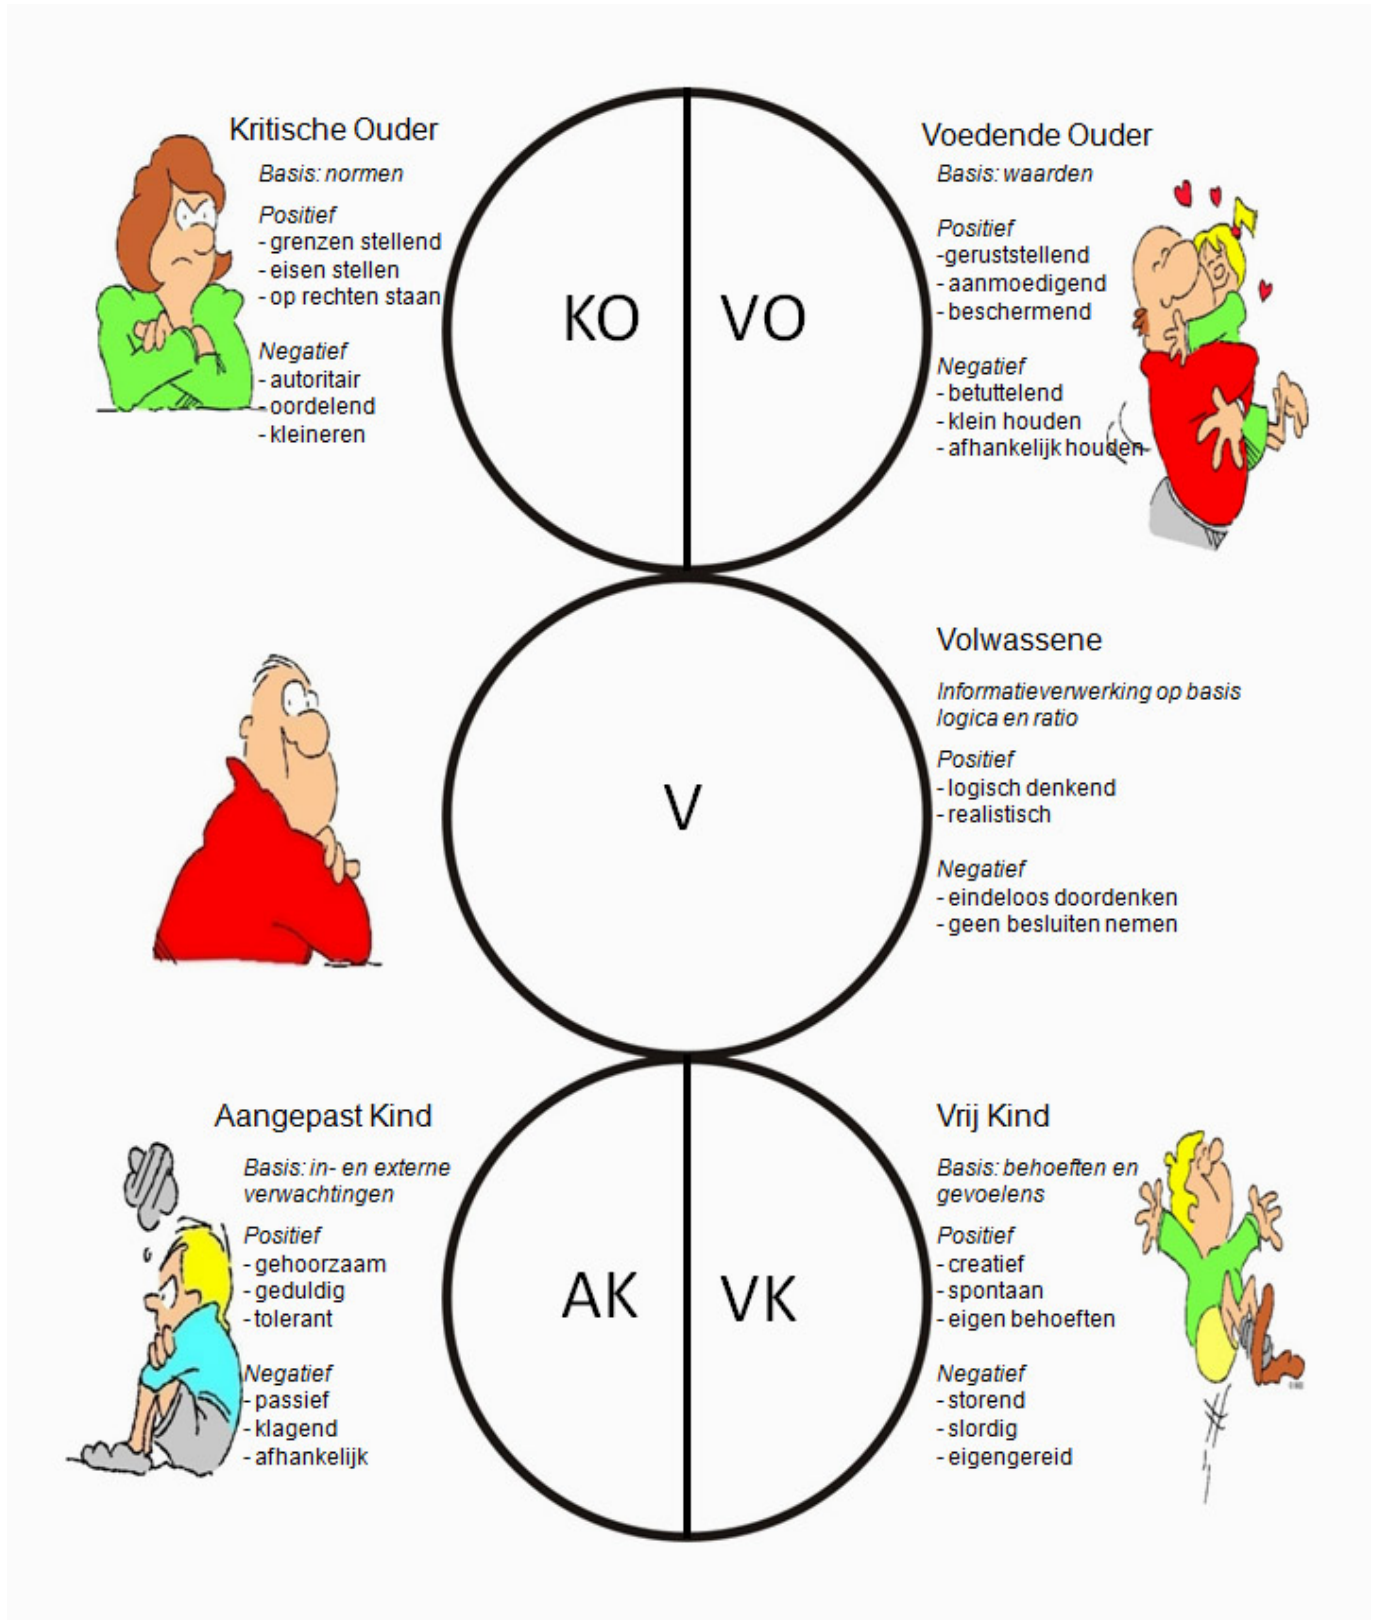 Kritische Ouder
Basis: normen
Positief
- grenzen stellend
- eisen stellen
- op rechten staan
Negatief
- autoritair
- oordelend
- kleineren
KO
VO
Voedende Ouder
Basis: waarden
Positief
-geruststellend
- aanmoedigend
- beschermend
Negatief
- betuttelend
- klein houden
- afhankelijk houden
V
Volwassene
Informatieverwerking op basis
logica en ratio
Positief
- logisch denkend
- realistisch
Negatief
- eindeloos doordenken
- geen besluiten nemen
Aangepast Kind
Basis: in- en externe
verwachtingen
Positief
- gehoorzaam
- geduldig
- tolerant
Negatief
- passief
- klagend
- afhankelijk
AK
VK
Vrij Kind
Basis: behoeften en
gevoelens
Positief
- creatief
- spontaan
- eigen behoeften
Negatief
- storend
- slordig
- eigengereid